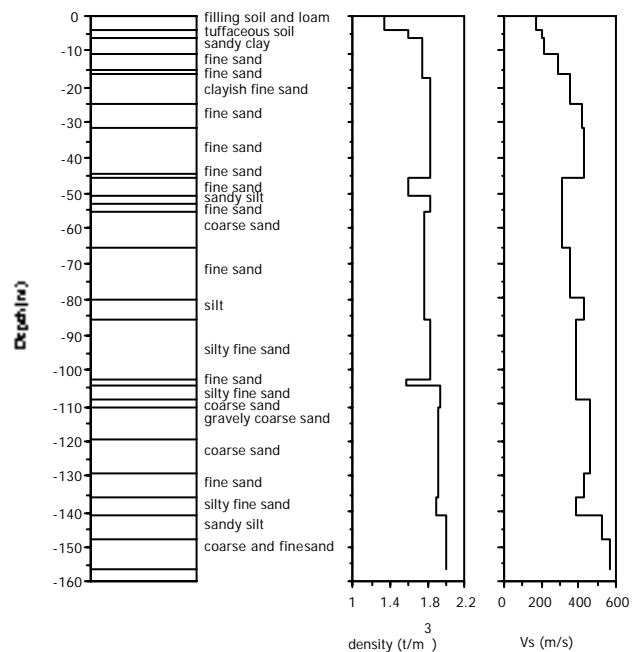 0
-10
-20
-30
-40
-50
-60
-70
-80
-90
-100
-110
-120
-130
-140
-150
-160
Depth(m)
filling soil and loam
tuffaceous soil
sandy clay
fine sand
fine sand
clayish fine sand
fine sand
fine sand
fine sand
fine sand
sandy silt
fine sand
coarse sand
fine sand
silt
silty fine sand
fine sand
silty fine sand
coarse sand
gravely coarse sand
coarse sand
fine sand
silty fine sand
sandy silt
coarse and finesand
1 1.4 1.8 2.2
density (t/m3)
0 200 400 600
Vs (m/s)